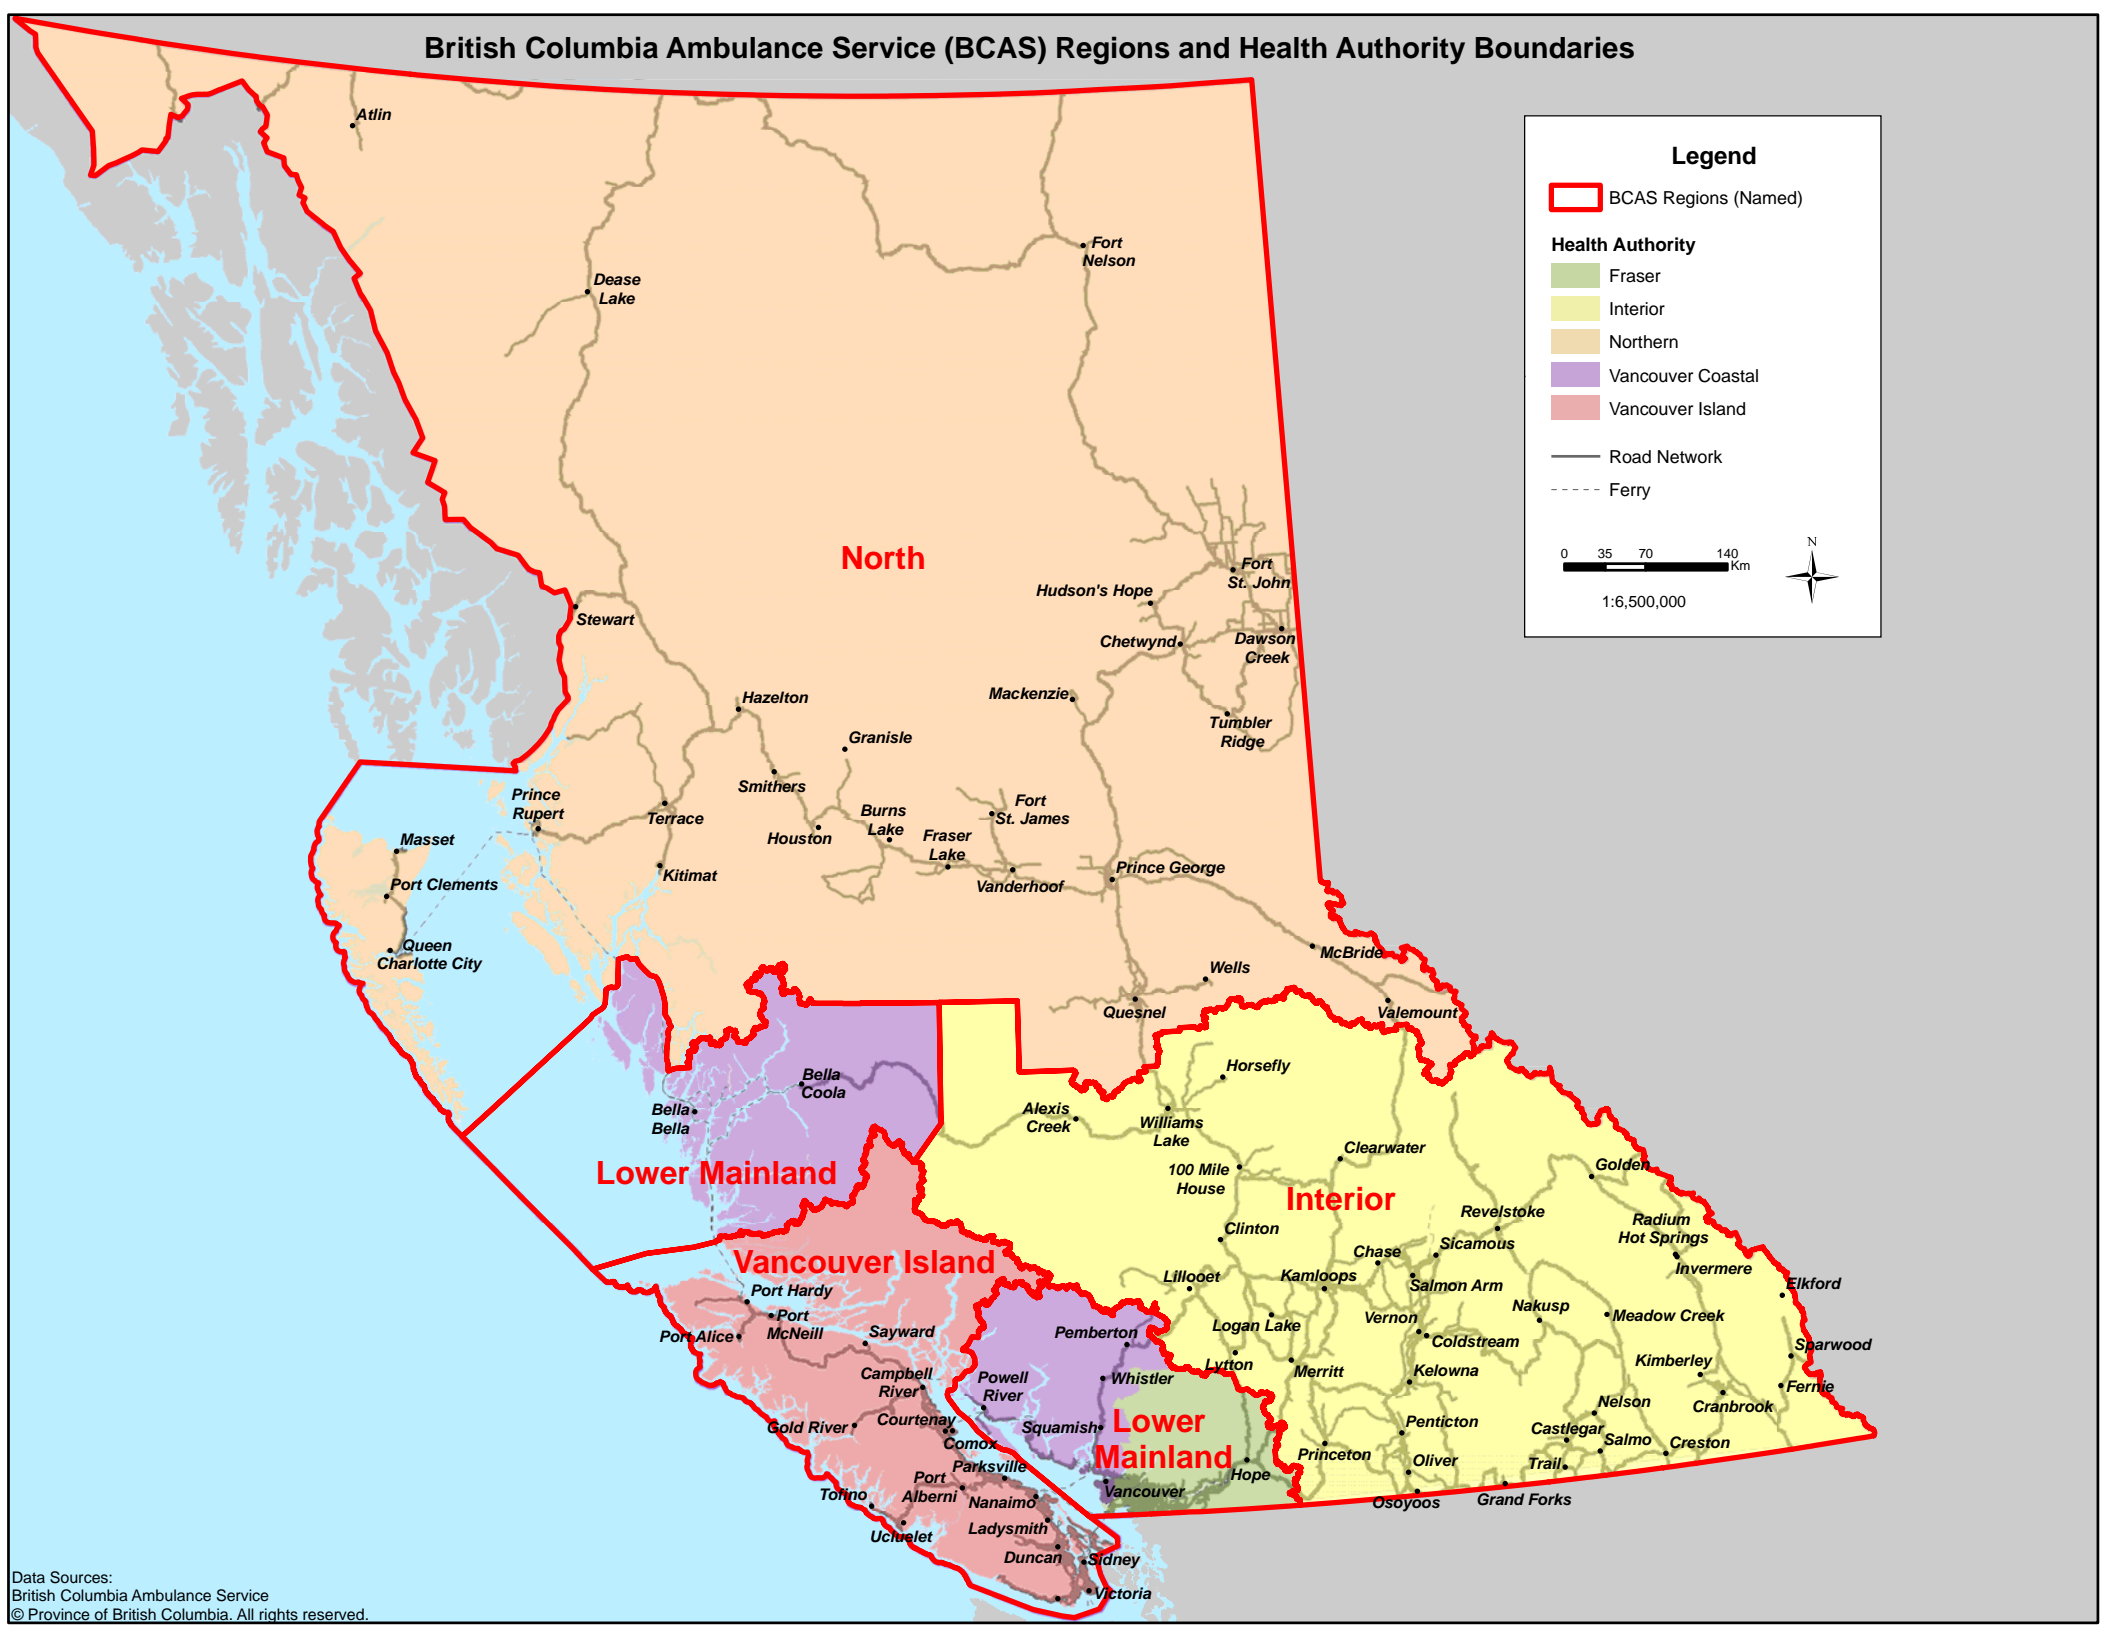 British Columbia Ambulance Service (BCAS) Regions and Health Authority Boundaries
Legend
BCAS Regions (Named)
Health Authority
Fraser
Interior
Northern
Vancouver Coastal
Vancouver Island
Road Network
Ferry
0 35 70 140
Km
1:6,500,000
N
Atlin
Fort
Nelson
Dease
Lake
North
Fort
St. John
Hudson's Hope
Stewart
Chetwynd
Dawson
Creek
Mackenzie
Hazelton
Tumbler
Ridge
Granisle
Smithers
Prince
Rupert
Terrace
Houston
Burns
Lake
Fort
St. James
Fraser
Lake
Masset
Kitimat
Port Clements
Vanderhoof
Prince George
Queen
Charlotte City
McBride
Wells
Quesnel
Valemount
Horsefly
Bella
Coola
Bella
Bella
Alexis
Creek
Williams
Lake
Lower Mainland
Clearwater
100 Mile
House
Golden
Interior
Revelstoke
Radium
Hot Springs
Clinton
Sicamous
Chase
Vancouver Island
Invermere
Lillooet
Kamloops
Salmon Arm
Elkford
Port Hardy
Nakusp
Port
McNeill
Logan Lake
Vernon
Meadow Creek
Port Alice
Sayward
Pemberton
Coldstream
Sparwood
Lytton
Merritt
Kelowna
Kimberley
Campbell
River
Powell
River
Whistler
Fernie
Nelson
Cranbrook
Gold River
Courtenay
Squamish
Lower
Mainland
Penticton
Castlegar
Comox
Salmo
Creston
Princeton
Parksville
Hope
Oliver
Trail
Port
Alberni
Vancouver
Tofino
Nanaimo
Osoyoos
Grand Forks
Ucluelet
Ladysmith
Duncan
Sidney
Victoria
Data Sources:
British Columbia Ambulance Service
© Province of British Columbia. All rights reserved.